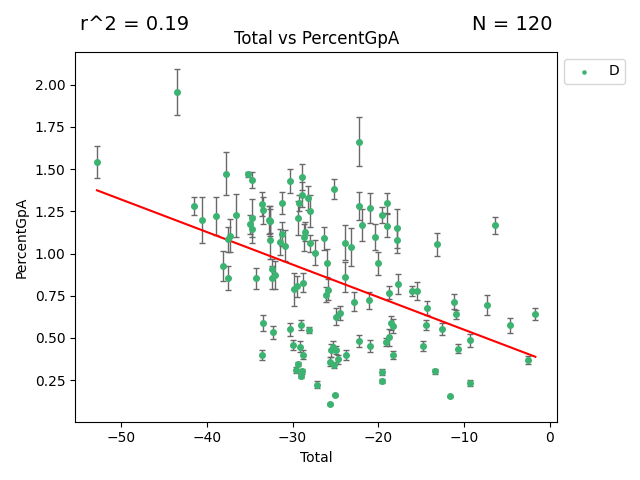 r^2 = 0.19 N = 120
Total vs PercentGpA
D
2.00
1.75
1.50
1.25
1.00
0.75
0.50
0.25
PercentGpA
−50 −40 −30 −20 −10 0
Total